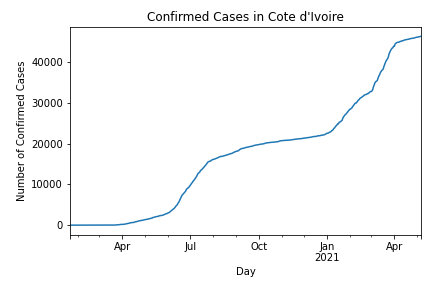 Confirmed Cases in Cote d'Ivoire
Number of Confirmed Cases
40000
30000
20000
10000
0
Apr
Jul
Oct
Jan
2021
Apr
Day